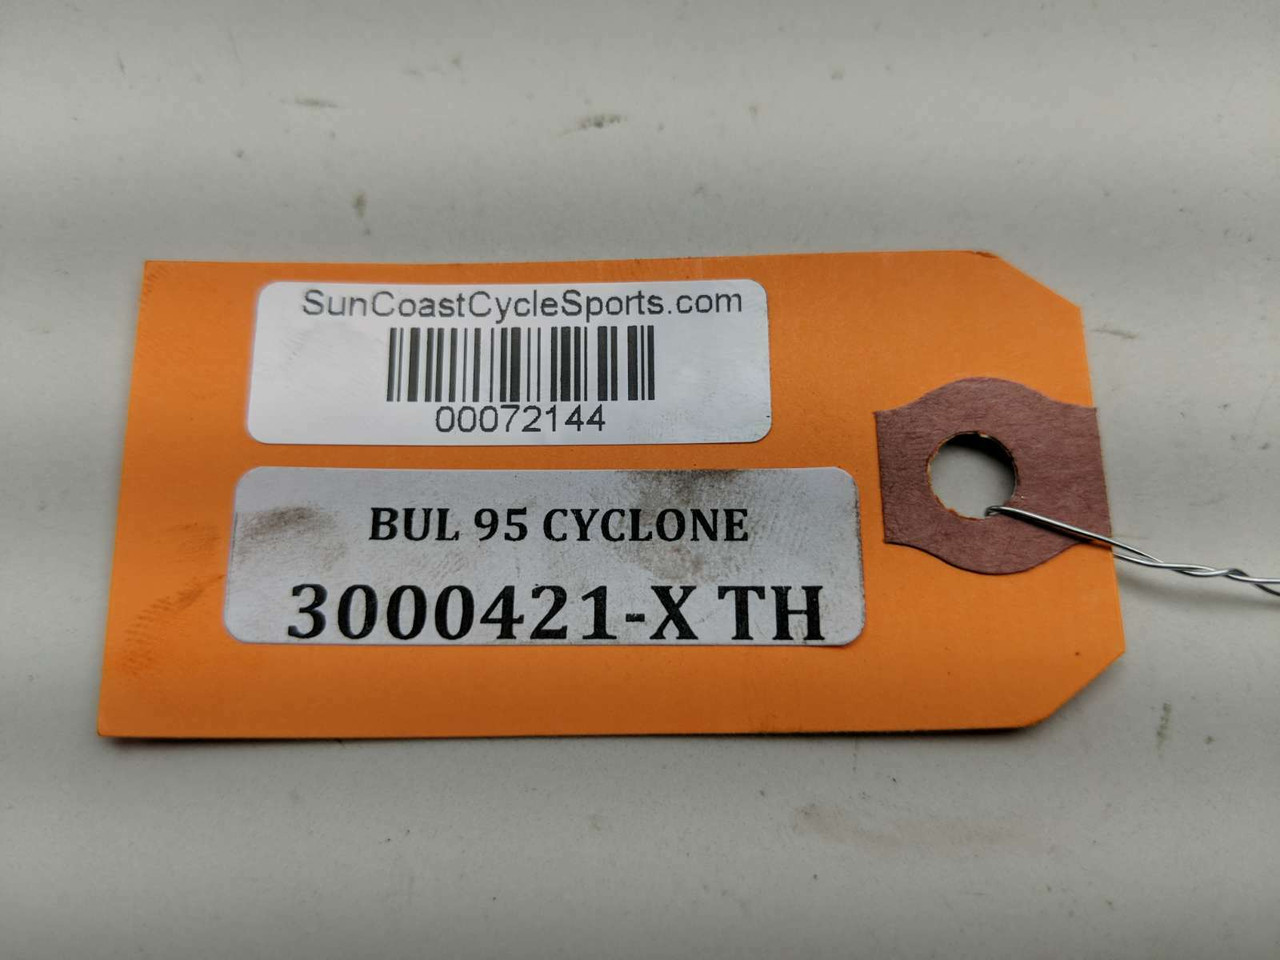 SunCoastCycleSports.com
00072144
BUL 95 CYCLONE
3000421-X TH